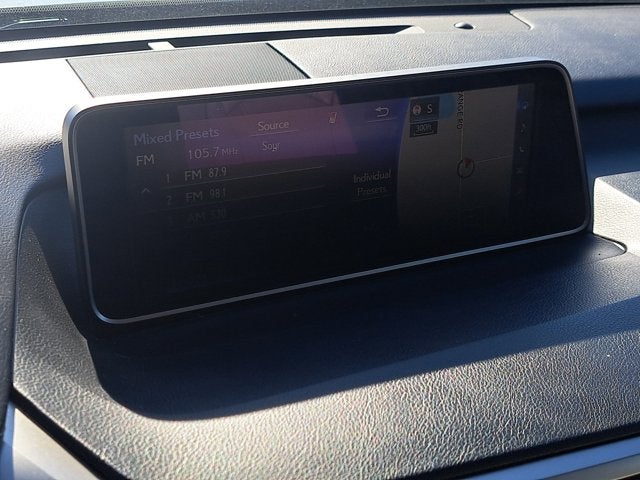 Mixed Presets
Source
FM
105.7 MHz
1 FM 87.9
2 FM 98.1
3 AM 530
Individual
Presets
S
300ft